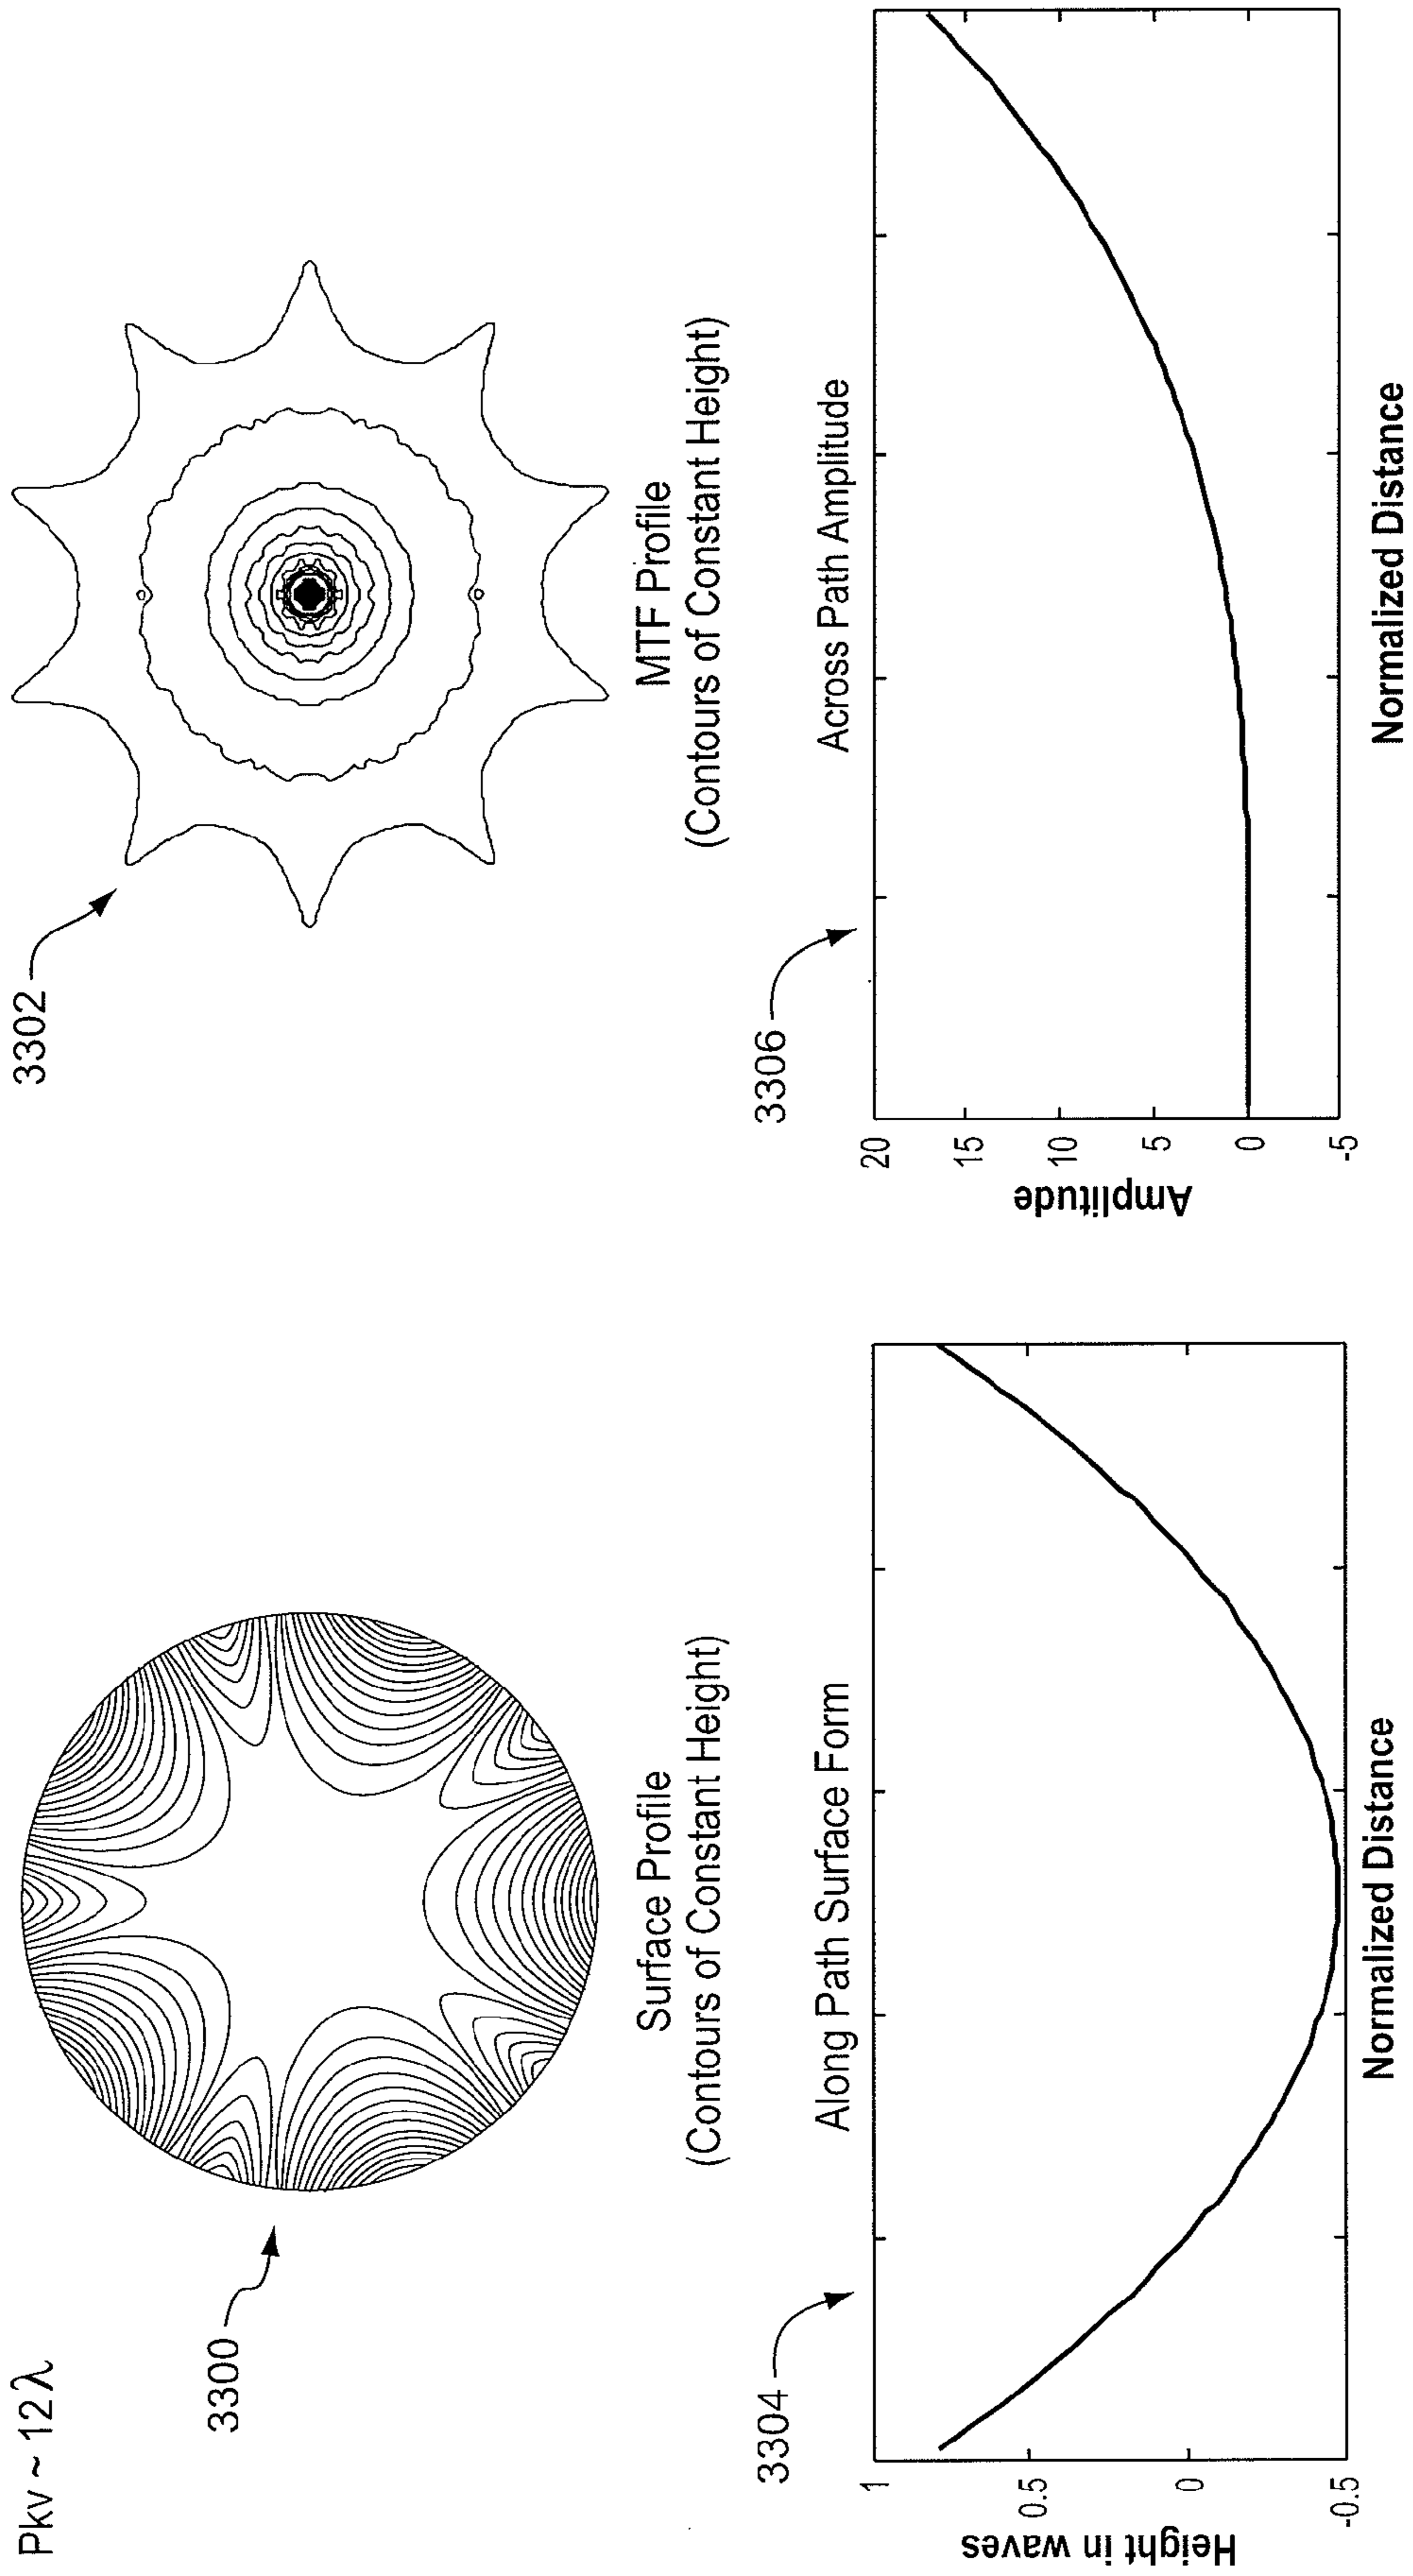 Pkv ~ 12λ
3300
Surface Profile
(Contours of Constant Height)
3302
MTF Profile
(Contours of Constant Height)
3304
Along Path Surface Form
Height in waves
1
0.5
0
-0.5
Normalized Distance
3306
Across Path Amplitude
Amplitude
20
15
10
5
0
-5
Normalized Distance